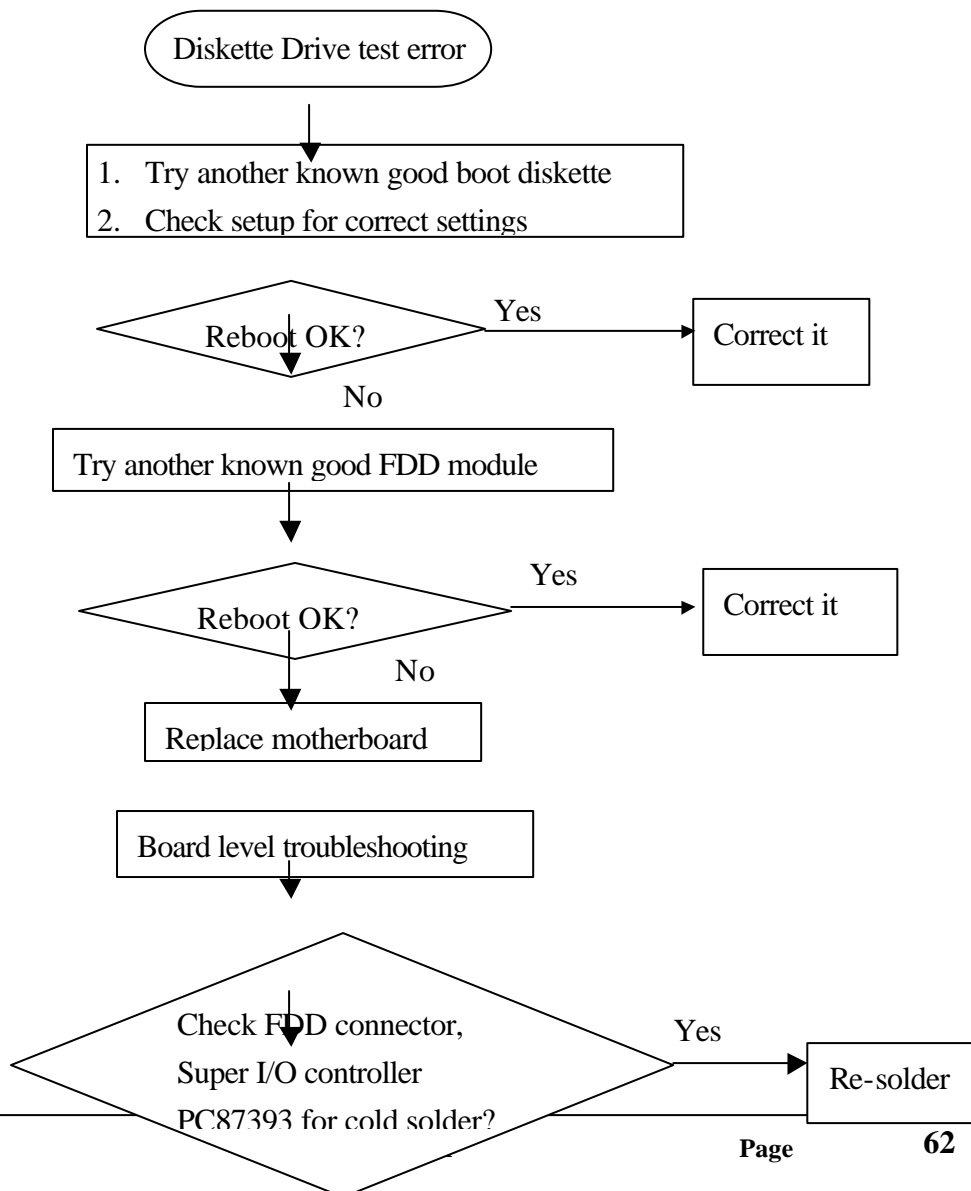 Diskette Drive test error
1. Try another known good boot diskette
2. Check setup for correct settings
Reboot OK?
Yes
Correct it
No
Try another known good FDD module
Reboot OK?
Yes
Correct it
No
Replace motherboard
Board level troubleshooting
Check FDD connector,
Super I/O controller
PC87393 for cold solder?
Yes
Re-solder
Page 62